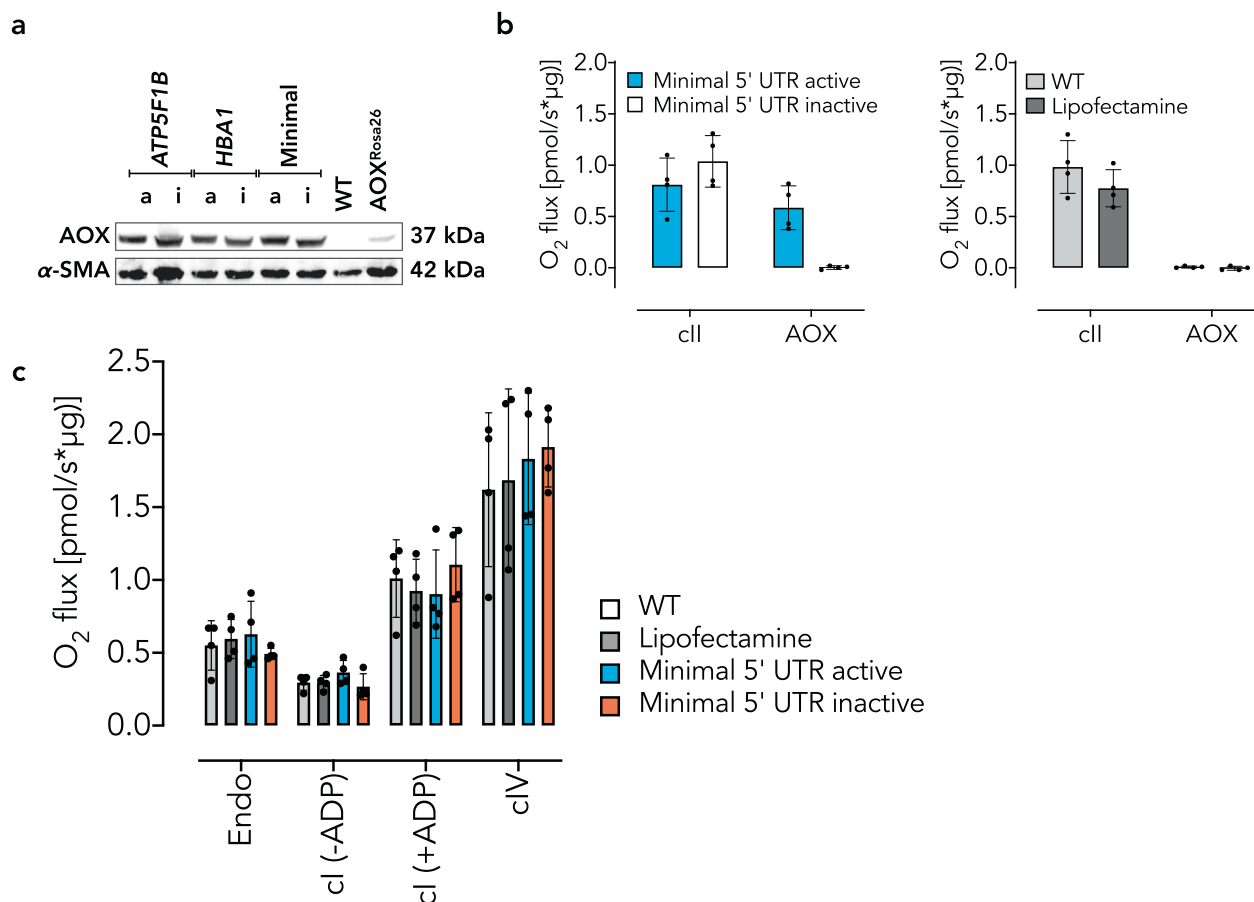 a
ATP5F1B
HBA1
Minimal
WT
AOXRosa26
a i a i a i
AOX 37 kDa
α-SMA 42 kDa
b
O2 flux [pmol/s*µg)]
2.0
1.5
1.0
0.5
0.0
Minimal 5' UTR active
Minimal 5' UTR inactive
cII AOX
O2 flux [pmol/s*µg)]
2.0
1.5
1.0
0.5
0.0
WT
Lipofectamine
cII AOX
c
O2 flux [pmol/s*µg)]
2.5
2.0
1.5
1.0
0.5
0.0
Endo
cI (-ADP)
cI (+ADP)
cIV
WT
Lipofectamine
Minimal 5' UTR active
Minimal 5' UTR inactive